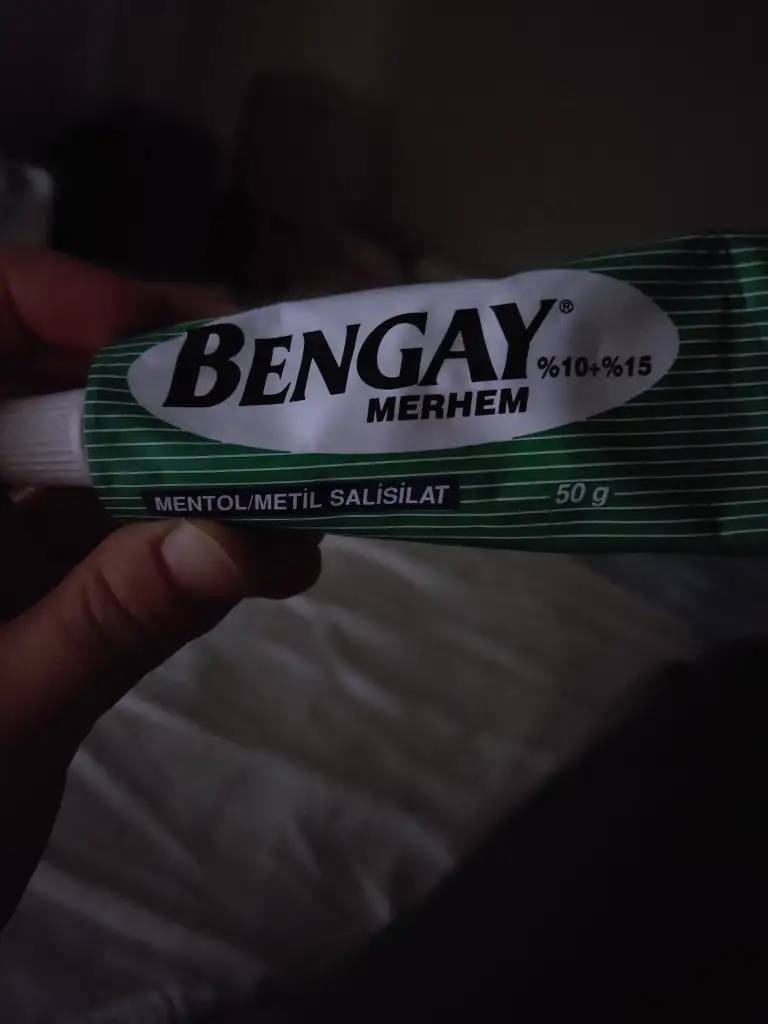 BENGAY®
%10+%15
MERHEM
MENTOL/METİL SALİSİLAT
50 g